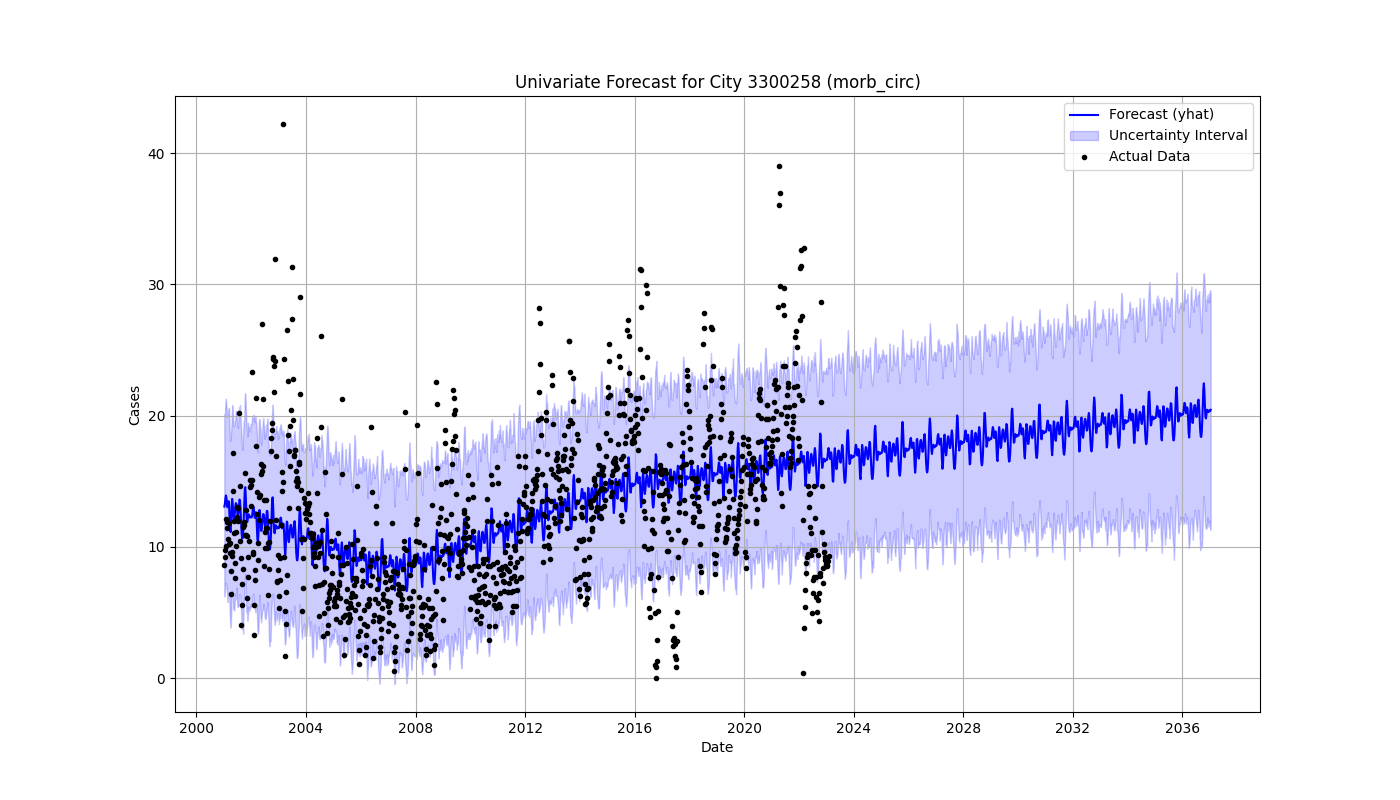 Univariate Forecast for City 3300258 (morb_circ)
Forecast (yhat)
Uncertainty Interval
Actual Data
Cases
40
30
20
10
0
2000 2004 2008 2012 2016 2020 2024 2028 2032 2036
Date